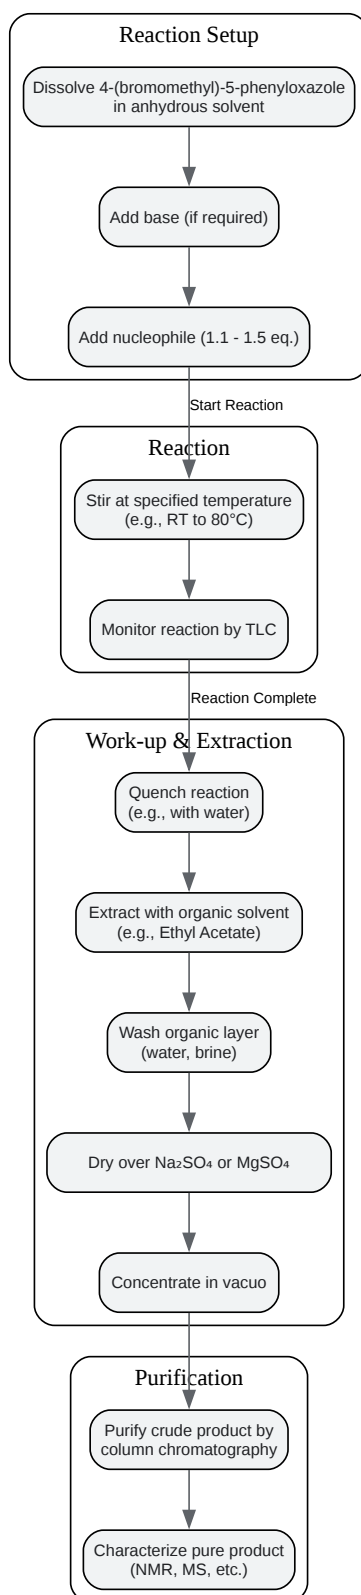 Reaction Setup
Dissolve 4-(bromomethyl)-5-phenyloxazole
in anhydrous solvent
Add base (if required)
Add nucleophile (1.1 - 1.5 eq.)
Start Reaction
Reaction
Stir at specified temperature
(e.g., RT to 80°C)
Monitor reaction by TLC
Reaction Complete
Work-up & Extraction
Quench reaction
(e.g., with water)
Extract with organic solvent
(e.g., Ethyl Acetate)
Wash organic layer
(water, brine)
Dry over Na₂SO₄ or MgSO₄
Concentrate in vacuo
Purification
Purify crude product by
column chromatography
Characterize pure product
(NMR, MS, etc.)